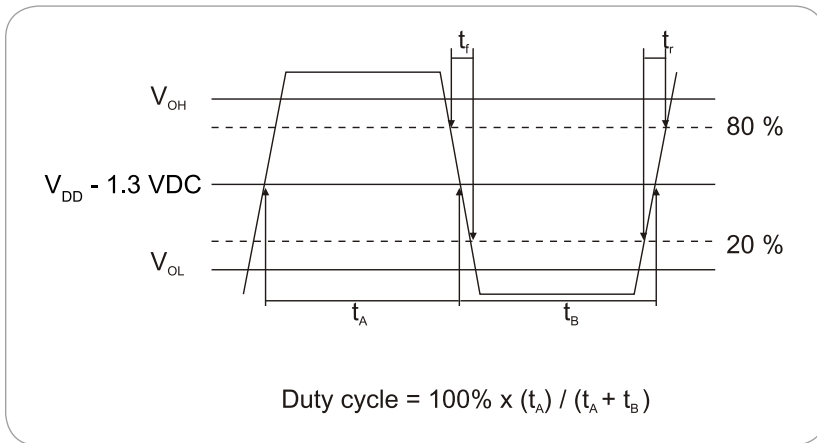 t_f
t_r
V_OH
80 %
V_DD - 1.3 VDC
20 %
V_OL
t_A
t_B
Duty cycle = 100% x (t_A) / (t_A + t_B)